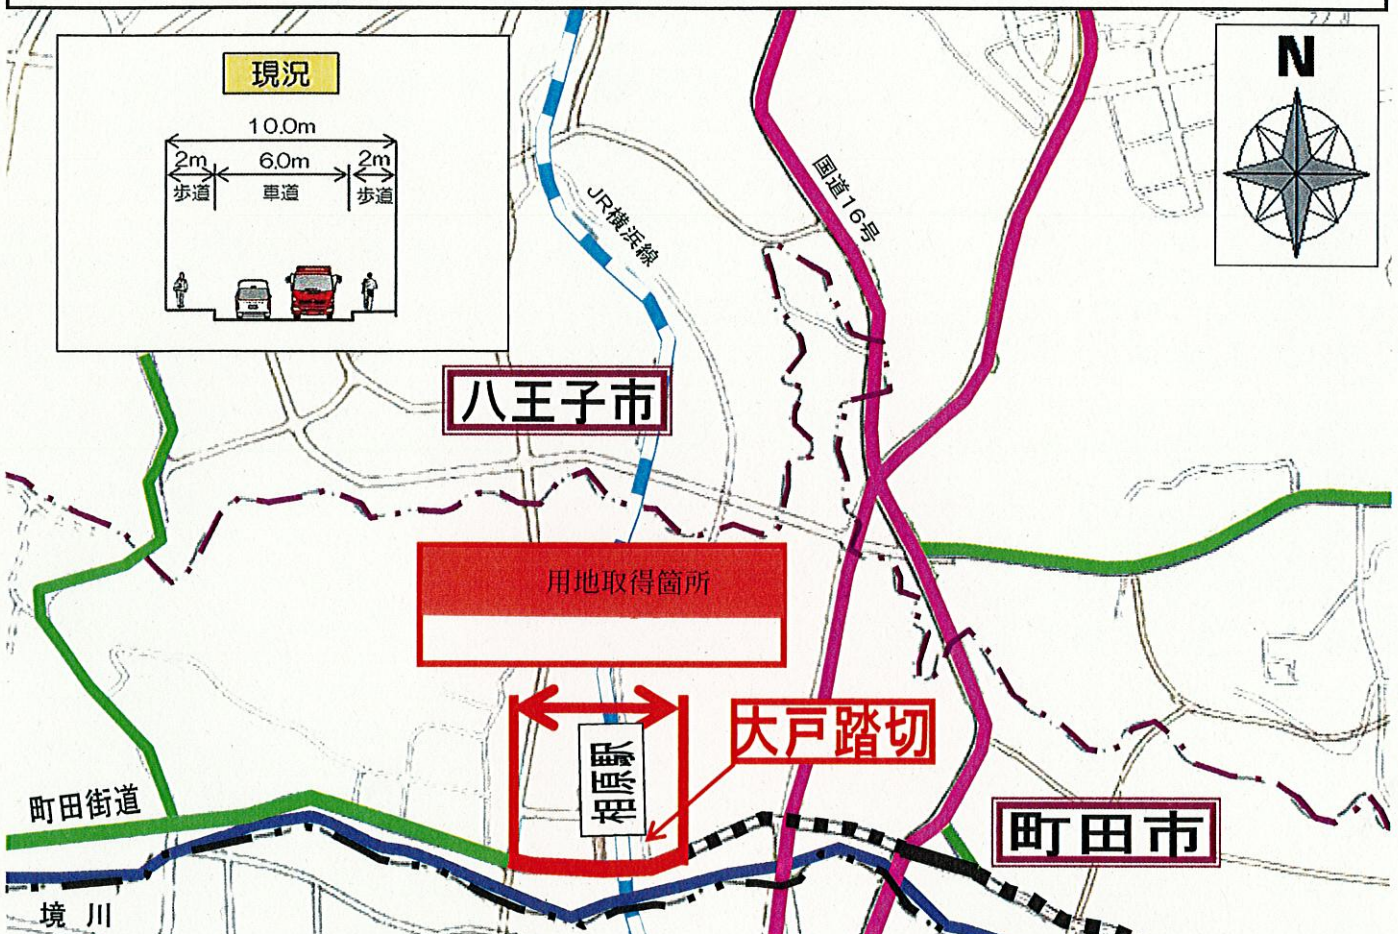 現況
10.0m
2m 6.0m 2m
歩道 車道 歩道
N
国道16号
JR横浜線
八王子市
用地取得箇所
大戸踏切
相原駅
町田街道
町田市
境川